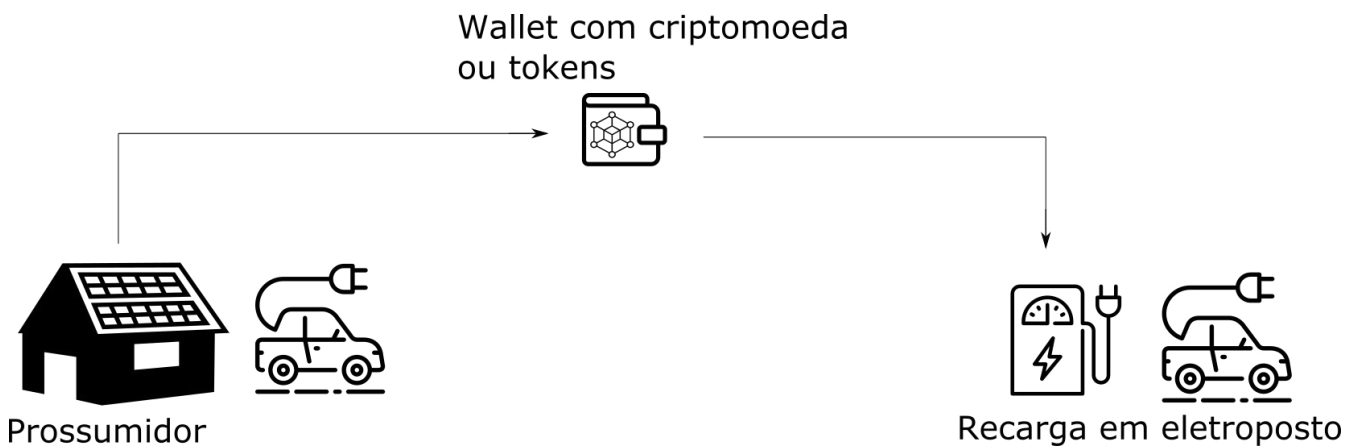 Wallet com criptomoeda
ou tokens
Prossumidor
Recarga em eletroposto